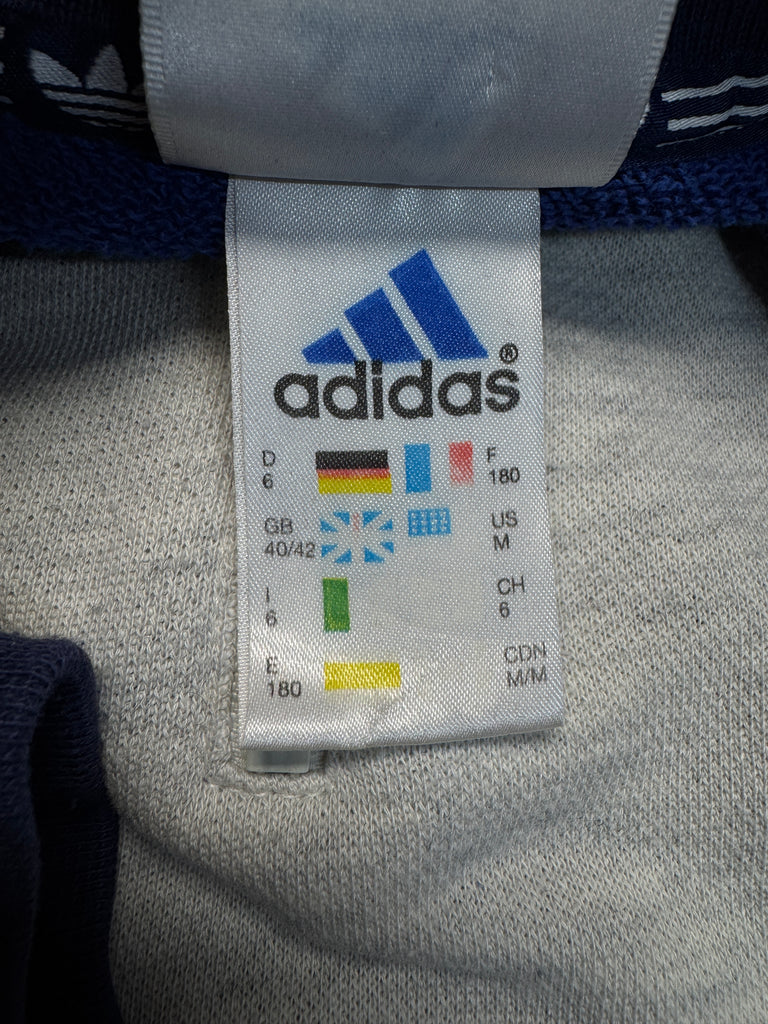 adidas®
D F
6 180
GB US
40/42 M
I CH
6 6
E CDN
180 M/M